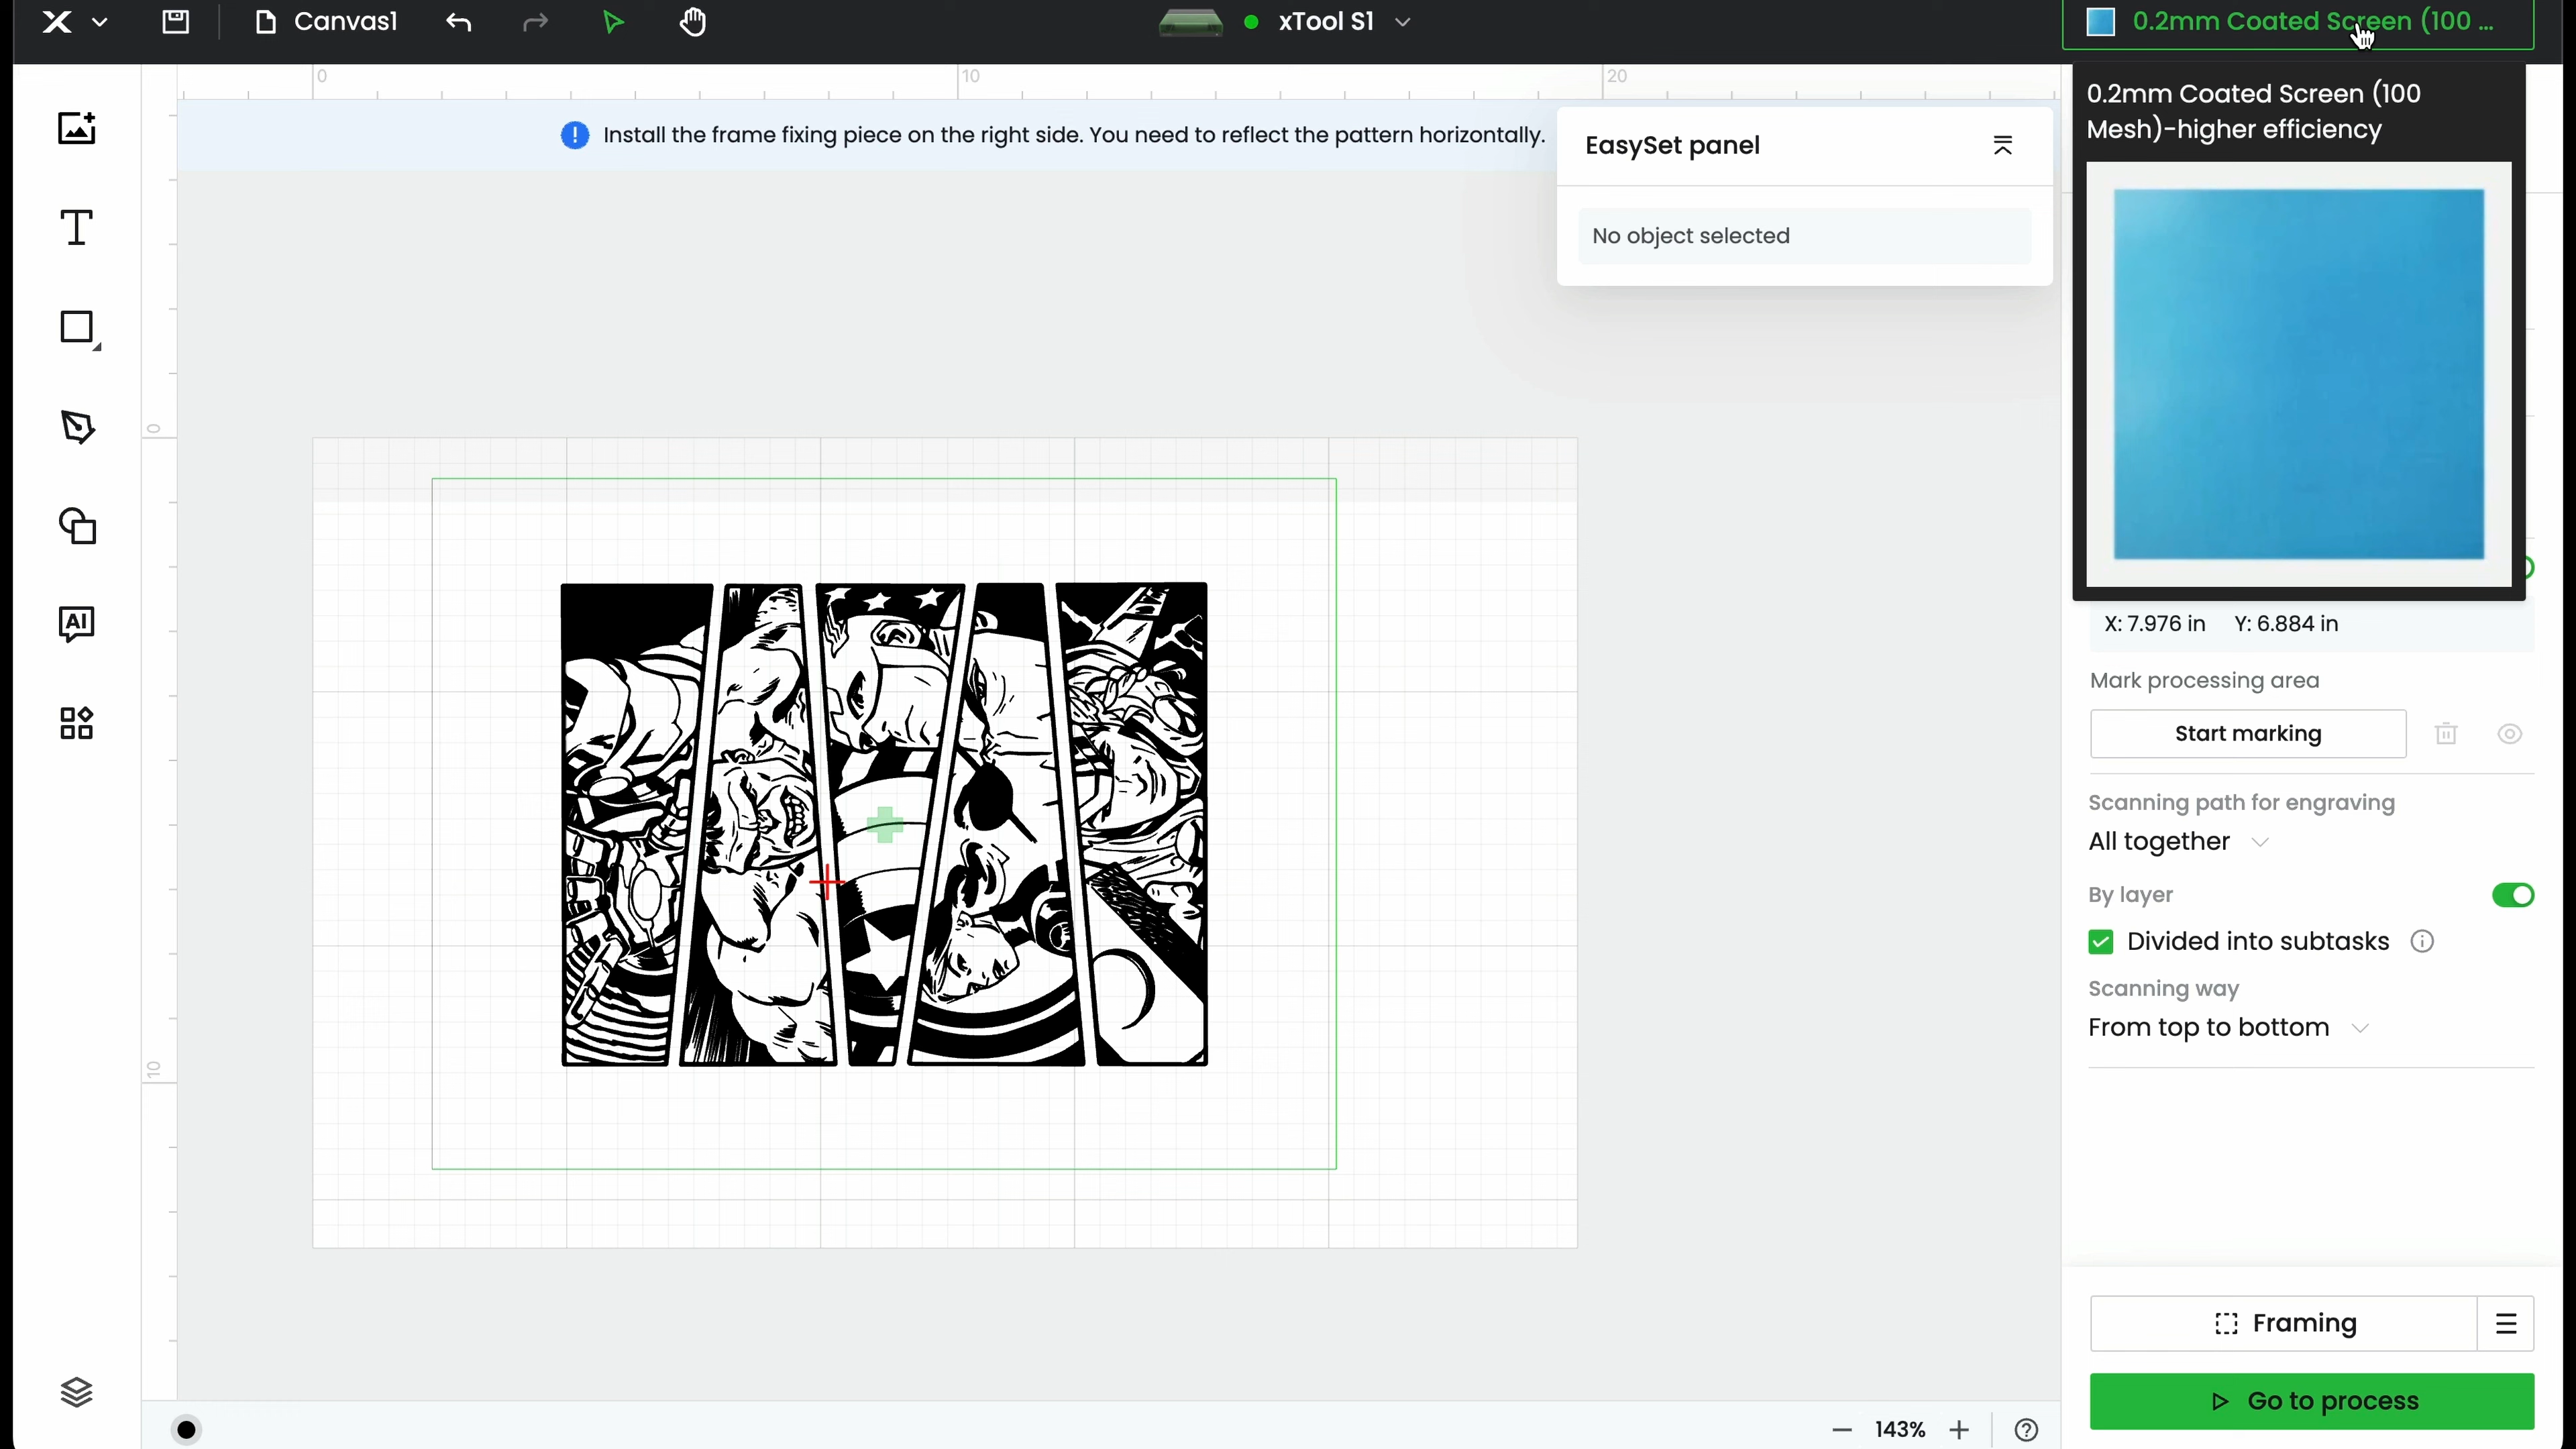 Canvas1
xTool S1
0.2mm Coated Screen (100 ...
0
10
20
0.2mm Coated Screen (100
Mesh)-higher efficiency
Install the frame fixing piece on the right side. You need to reflect the pattern horizontally.
EasySet panel
No object selected
T
AI
0
10
X: 7.976 in Y: 6.884 in
Mark processing area
Start marking
Scanning path for engraving
All together
By layer
Divided into subtasks
Scanning way
From top to bottom
Framing
Go to process
143%